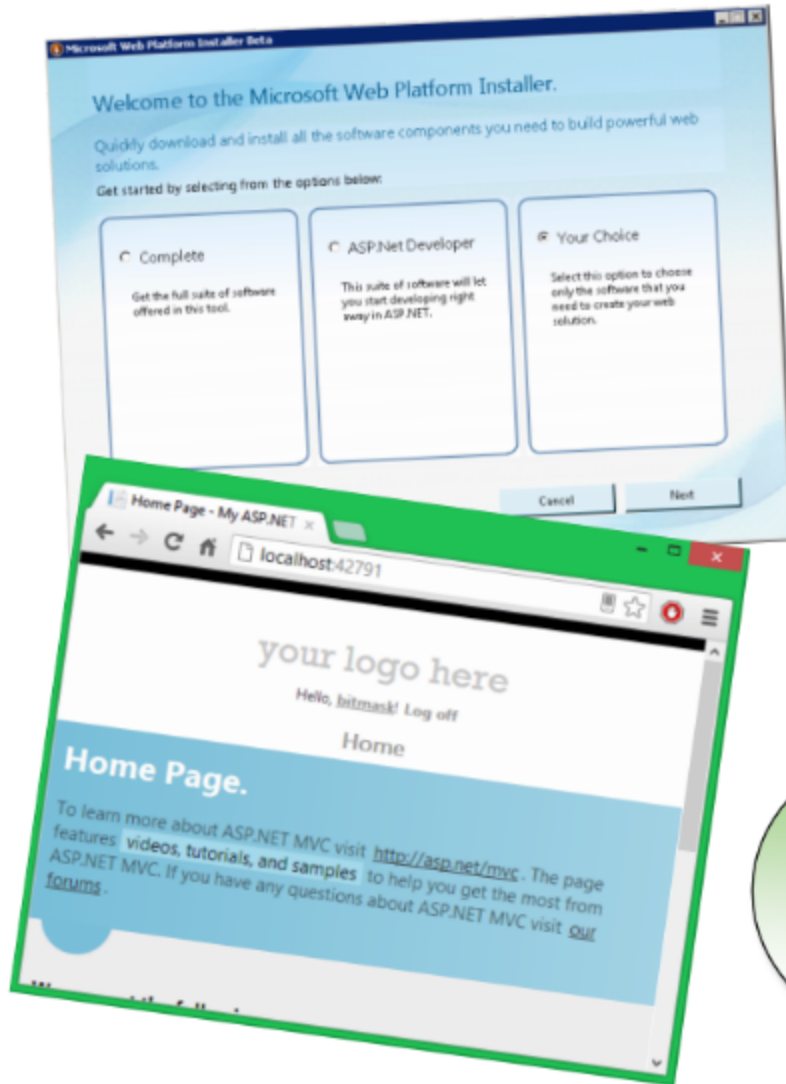 Microsoft Web Platform Installer Beta
Welcome to the Microsoft Web Platform Installer.
Quickly download and install all the software components you need to build powerful web
solutions.
Get started by selecting from the options below:
Complete
Get the full suite of software
offered in this tool.
ASP.Net Developer
This suite of software will let
you start developing right
away in ASP.NET.
Your Choice
Select this option to choose
only the software that you
need to create your web
solution.
Cancel
Next
Home Page - My ASP.NET
localhost:42791
your logo here
Hello, bitmask! Log off
Home
Home Page.
To learn more about ASP.NET MVC visit http://asp.net/mvc. The page
features videos, tutorials, and samples to help you get the most from
ASP.NET MVC. If you have any questions about ASP.NET MVC visit our
forums.